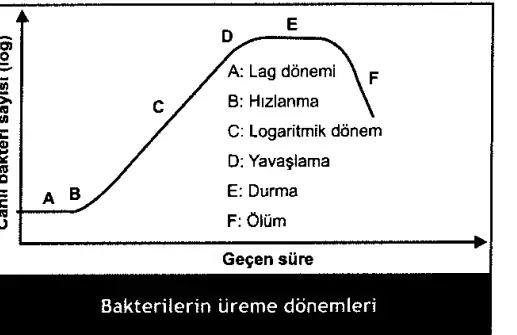 Canlı bakteri sayısı (log)
A
B
C
D
E
F
A: Lag dönemi
B: Hızlanma
C: Logaritmik dönem
D: Yavaşlama
E: Durma
F: Ölüm
Geçen süre
Bakterilerin üreme dönemleri